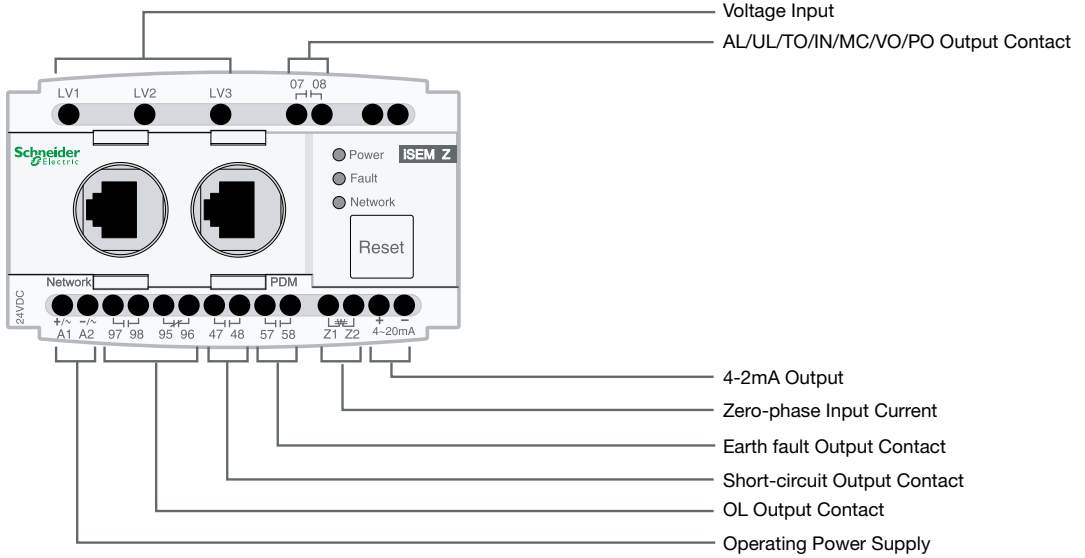 Voltage Input
AL/UL/TO/IN/MC/VO/PO Output Contact
07 08
LV1 LV2 LV3
Schneider
Electric
Power iSEM Z
Fault
Network
Reset
Network PDM
24VDC
+/~ -/~ + -
A1 A2 97 98 95 96 47 48 57 58 Z1 Z2 4~20mA
4-2mA Output
Zero-phase Input Current
Earth fault Output Contact
Short-circuit Output Contact
OL Output Contact
Operating Power Supply